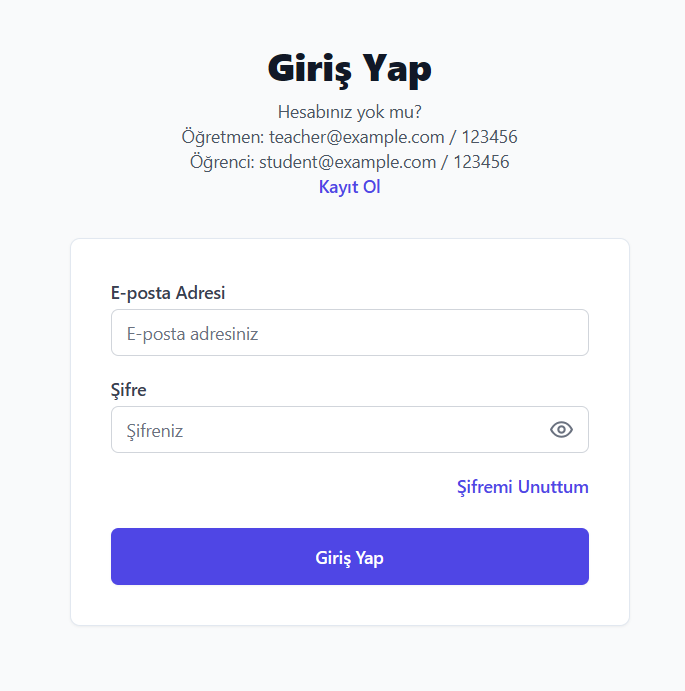 Giriş Yap
Hesabınız yok mu?
Öğretmen: teacher@example.com / 123456
Öğrenci: student@example.com / 123456
Kayıt Ol
E-posta Adresi
E-posta adresiniz
Şifre
Şifreniz
Şifremi Unuttum
Giriş Yap